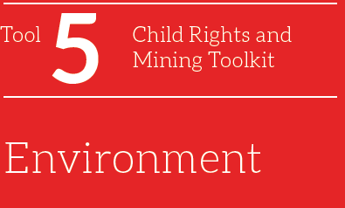 Tool 5
Child Rights and
Mining Toolkit
Environment